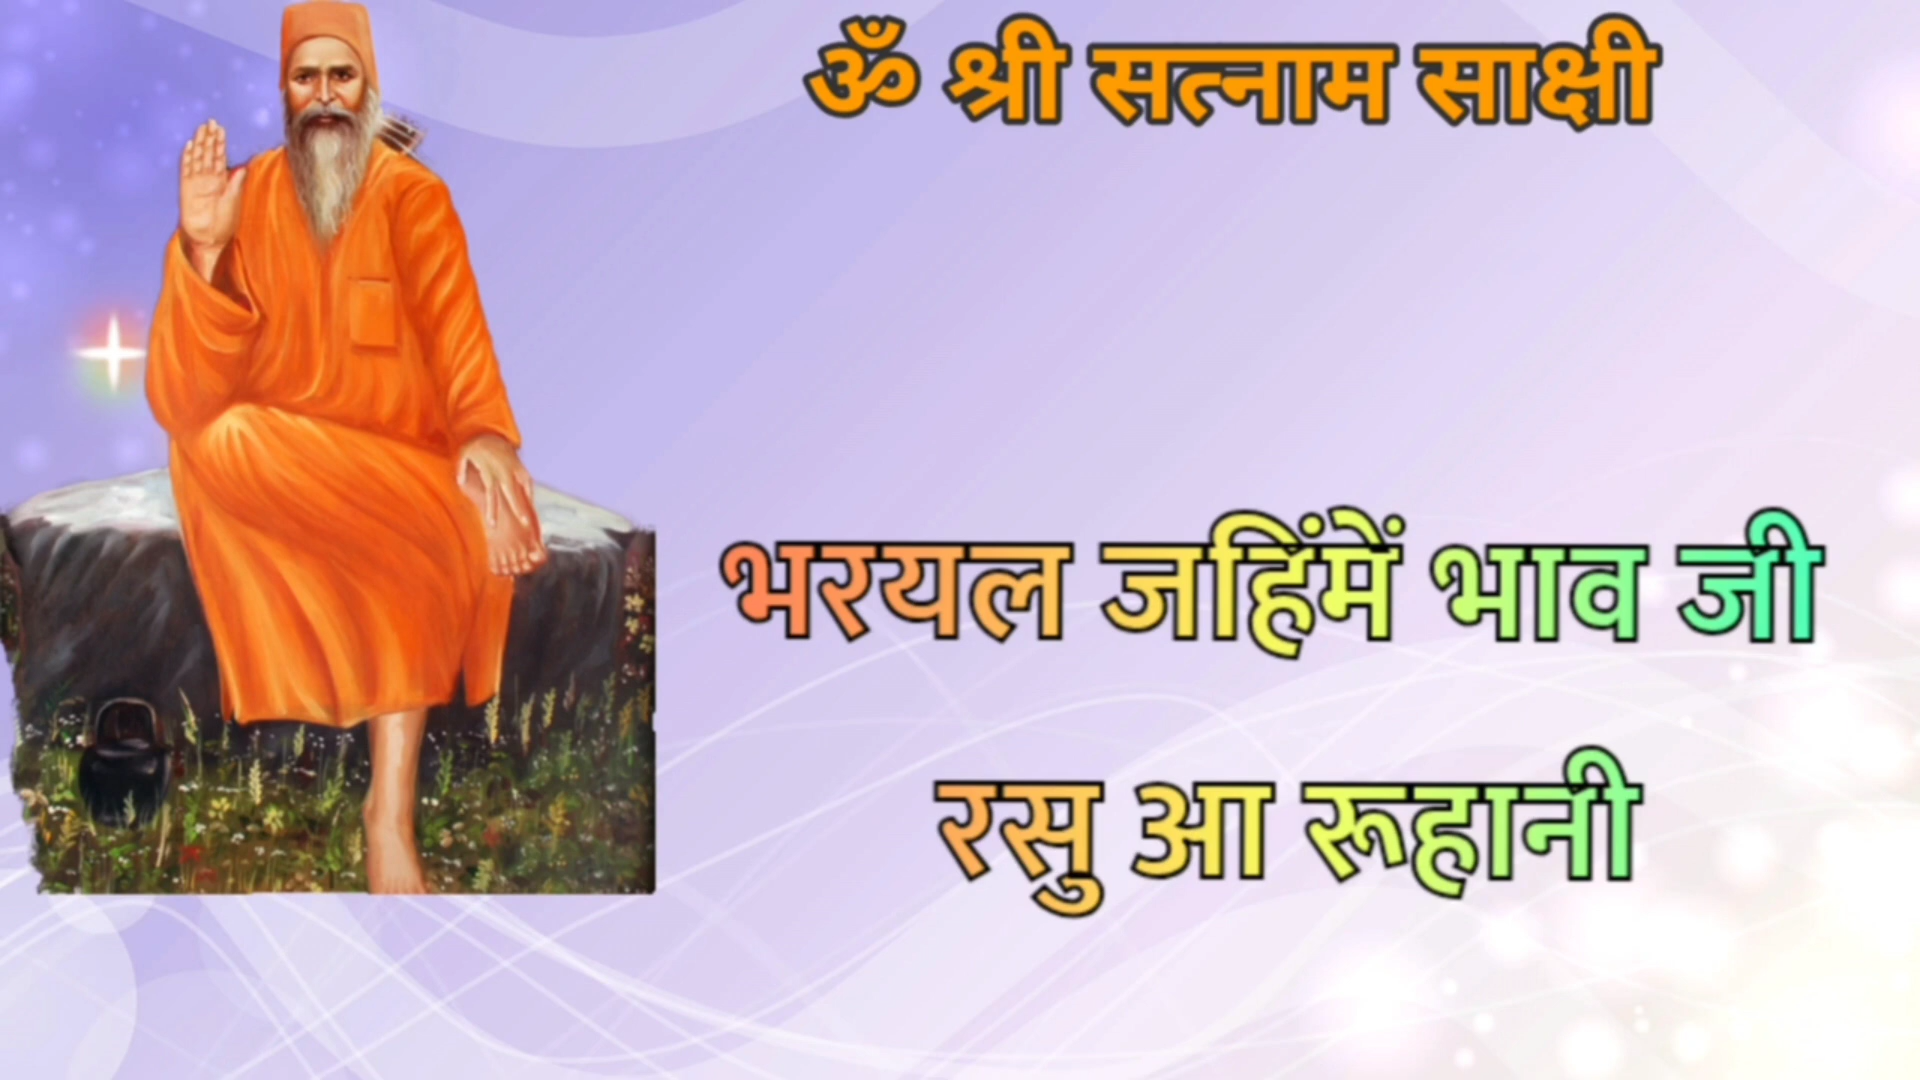 ॐ श्री सत्नाम साक्षी
भरयल जहिंमें भाव जी
रसु आ रूहानी